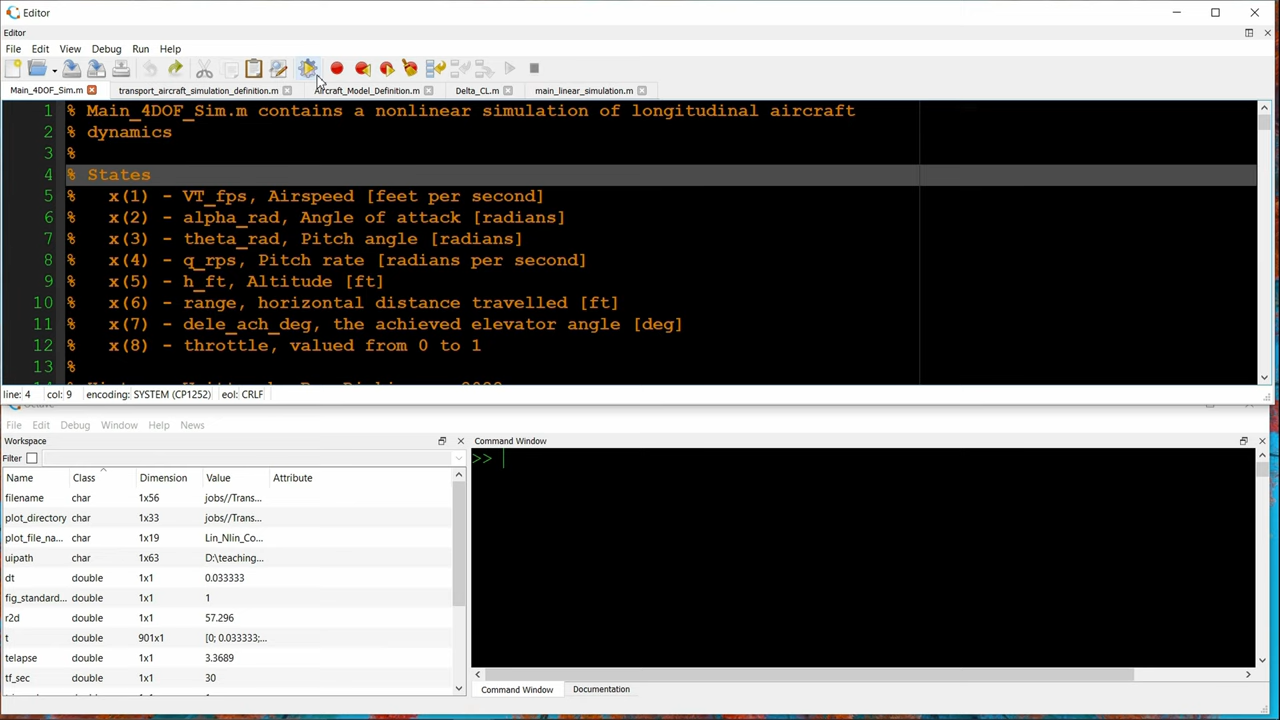 Editor
Editor
File Edit View Debug Run Help
Main_4DOF_Sim.m transport_aircraft_simulation_definition.m Aircraft_Model_Definition.m Delta_CL.m main_linear_simulation.m
1 % Main_4DOF_Sim.m contains a nonlinear simulation of longitudinal aircraft
2 % dynamics
3 %
4 % States
5 % x(1) - VT_fps, Airspeed [feet per second]
6 % x(2) - alpha_rad, Angle of attack [radians]
7 % x(3) - theta_rad, Pitch angle [radians]
8 % x(4) - q_rps, Pitch rate [radians per second]
9 % x(5) - h_ft, Altitude [ft]
10 % x(6) - range, horizontal distance travelled [ft]
11 % x(7) - dele_ach_deg, the achieved elevator angle [deg]
12 % x(8) - throttle, valued from 0 to 1
13 %
line: 4 col: 9 encoding: SYSTEM (CP1252) eol: CRLF
File Edit Debug Window Help News
Workspace
Filter
Name Class Dimension Value Attribute
filename char 1x56 jobs//Trans...
plot_directory char 1x33 jobs//Trans...
plot_file_na... char 1x19 Lin_Nlin_Co...
uipath char 1x63 D:\teaching...
dt double 1x1 0.033333
fig_standard... double 1x1 1
r2d double 1x1 57.296
t double 901x1 [0; 0.033333;...
telapse double 1x1 3.3689
tf_sec double 1x1 30
Command Window
>>
Command Window Documentation